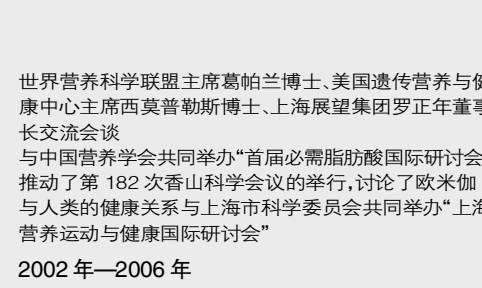 世界营养科学联盟主席葛帕兰博士、美国遗传营养与健
康中心主席西莫普勒斯博士、上海展望集团罗正年董事
长交流会谈
与中国营养学会共同举办“首届必需脂肪酸国际研讨会
推动了第 182 次香山科学会议的举行,讨论了欧米伽
与人类的健康关系与上海市科学委员会共同举办“上海
营养运动与健康国际研讨会”
2002 年—2006 年